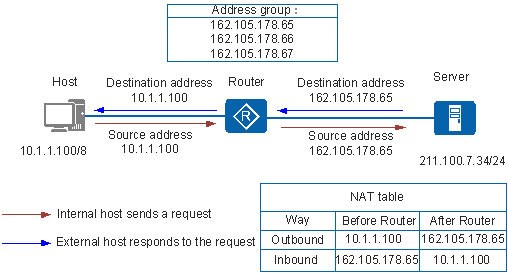 Address group :
162.105.178.65
162.105.178.66
162.105.178.67
Host
Destination address
10.1.1.100
Router
Destination address
162.105.178.65
Server
R
Source address
10.1.1.100
Source address
162.105.178.65
10.1.1.100/8
211.100.7.34/24
Internal host sends a request
External host responds to the request
NAT table
Way Before Router After Router
Outbound 10.1.1.100 162.105.178.65
Inbound 162.105.178.65 10.1.1.100